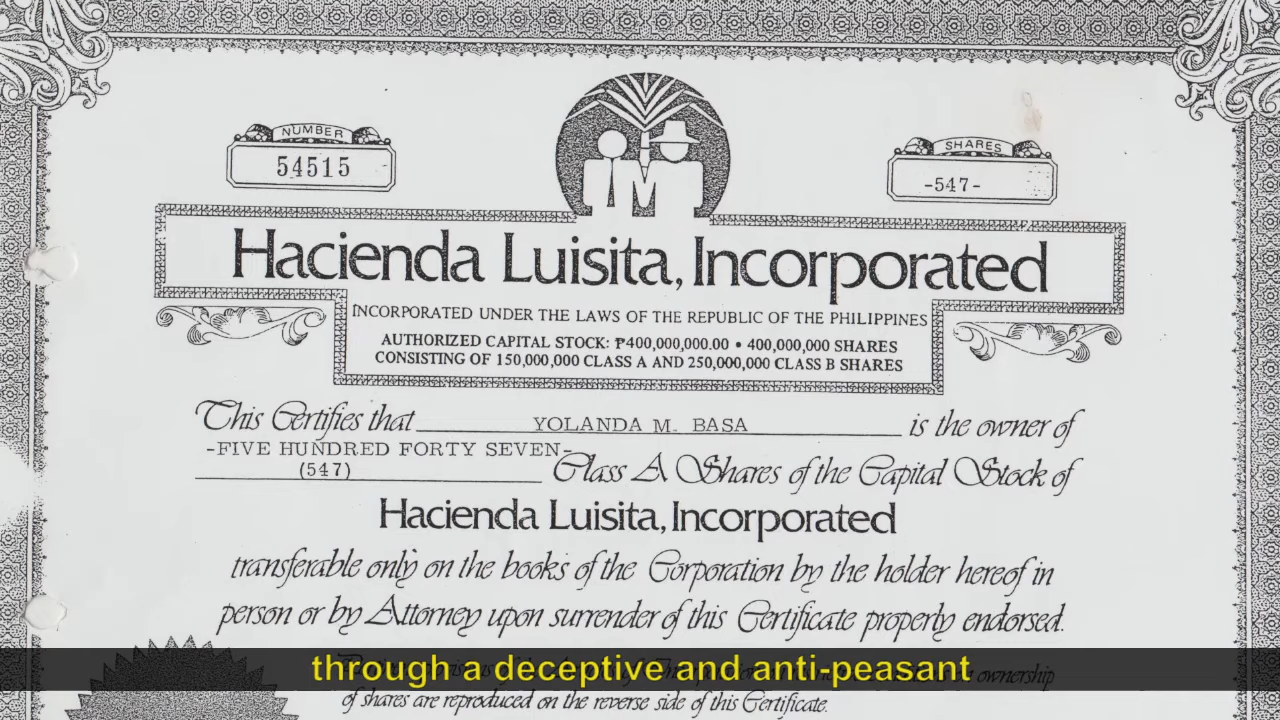 NUMBER
54515
SHARES
-547-
Hacienda Luisita, Incorporated
INCORPORATED UNDER THE LAWS OF THE REPUBLIC OF THE PHILIPPINES
AUTHORIZED CAPITAL STOCK: ₱400,000,000.00 • 400,000,000 SHARES
CONSISTING OF 150,000,000 CLASS A AND 250,000,000 CLASS B SHARES
This Certifies that YOLANDA M. BASA is the owner of
-FIVE HUNDRED FORTY SEVEN-
(547) Class A Shares of the Capital Stock of
Hacienda Luisita, Incorporated
transferable only on the books of the Corporation by the holder hereof in
person or by Attorney upon surrender of this Certificate properly endorsed.
through a deceptive and anti-peasant
ownership
of shares are reproduced on the reverse side of this Certificate.